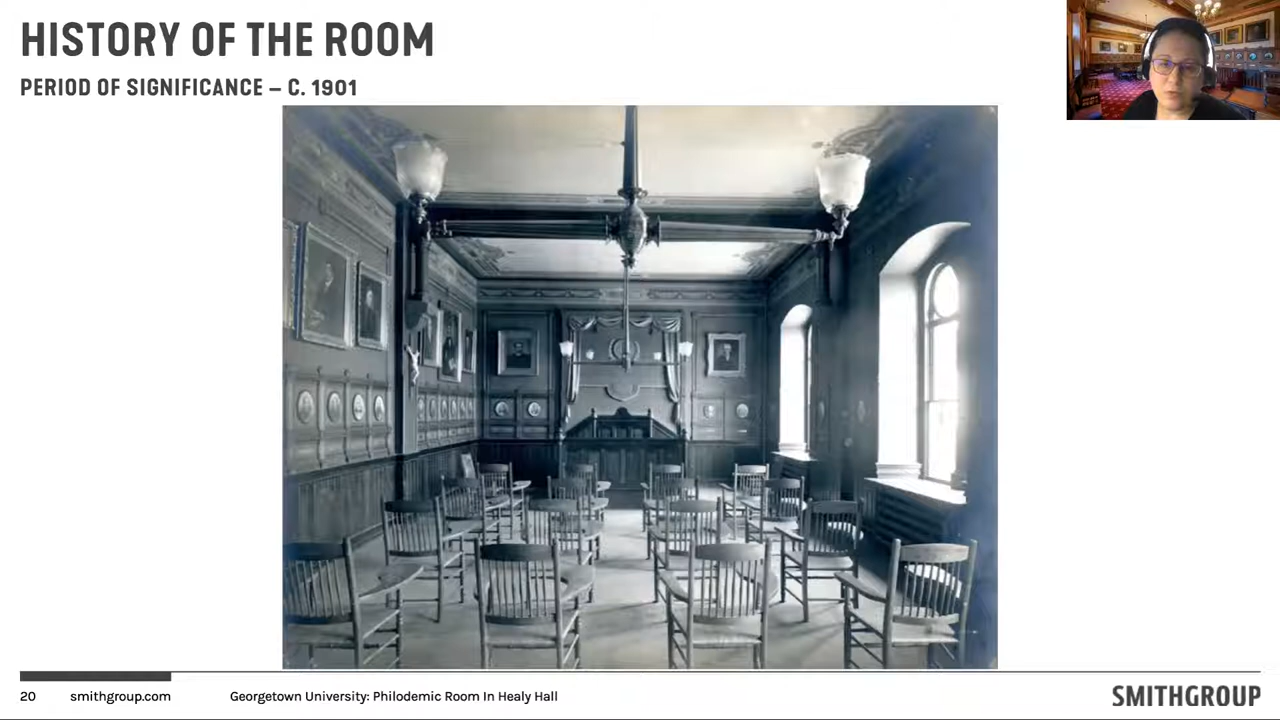 HISTORY OF THE ROOM
PERIOD OF SIGNIFICANCE – C. 1901
20 smithgroup.com Georgetown University: Philodemic Room In Healy Hall SMITHGROUP